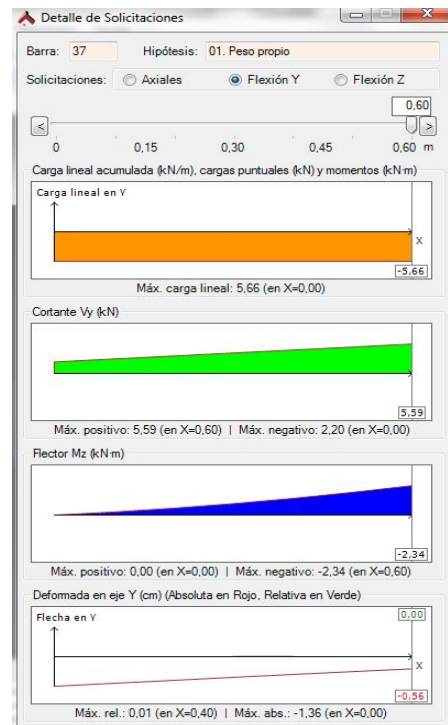 Detalle de Solicitaciones
Barra: 37 Hipótesis: 01. Peso propio
Solicitaciones: Axiales Flexión Y Flexión Z
0,60
< >
0 0,15 0,30 0,45 0,60 m
Carga lineal acumulada (kN/m), cargas puntuales (kN) y momentos (kN·m)
Carga lineal en Y
X
-5,66
Máx. carga lineal: 5,66 (en X=0,00)
Cortante Vy (kN)
5,59
Máx. positivo: 5,59 (en X=0,60) | Máx. negativo: 2,20 (en X=0,00)
Flector Mz (kN·m)
-2,34
Máx. positivo: 0,00 (en X=0,00) | Máx. negativo: -2,34 (en X=0,60)
Deformada en eje Y (cm) (Absoluta en Rojo, Relativa en Verde)
Flecha en Y 0,00
X
-0,56
Máx. rel.: 0,01 (en X=0,40) | Máx. abs.: -1,36 (en X=0,00)